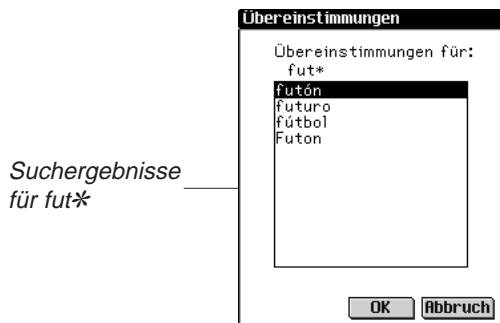 Übereinstimmungen
Übereinstimmungen für:
fut*
futón
futuro
fútbol
Futon
Suchergebnisse
für fut*
OK Abbruch